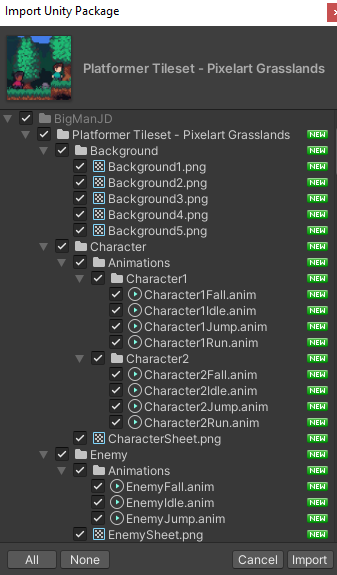 Import Unity Package
Platformer Tileset - Pixelart Grasslands
BigManJD
Platformer Tileset - Pixelart Grasslands NEW
Background NEW
Background1.png NEW
Background2.png NEW
Background3.png NEW
Background4.png NEW
Background5.png NEW
Character NEW
Animations NEW
Character1 NEW
Character1Fall.anim NEW
Character1Idle.anim NEW
Character1Jump.anim NEW
Character1Run.anim NEW
Character2 NEW
Character2Fall.anim NEW
Character2Idle.anim NEW
Character2Jump.anim NEW
Character2Run.anim NEW
CharacterSheet.png NEW
Enemy NEW
Animations NEW
EnemyFall.anim NEW
EnemyIdle.anim NEW
EnemyJump.anim NEW
EnemySheet.png NEW
All None Cancel Import